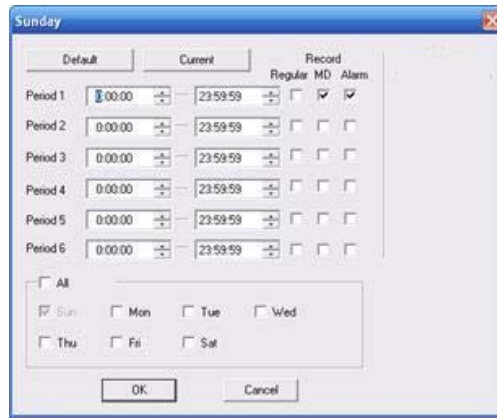 Sunday
Default Current Record
Regular MD Alarm
Period 1 0:00:00 23:59:59
Period 2 0:00:00 23:59:59
Period 3 0:00:00 23:59:59
Period 4 0:00:00 23:59:59
Period 5 0:00:00 23:59:59
Period 6 0:00:00 23:59:59
All
Sun Mon Tue Wed
Thu Fri Sat
OK Cancel